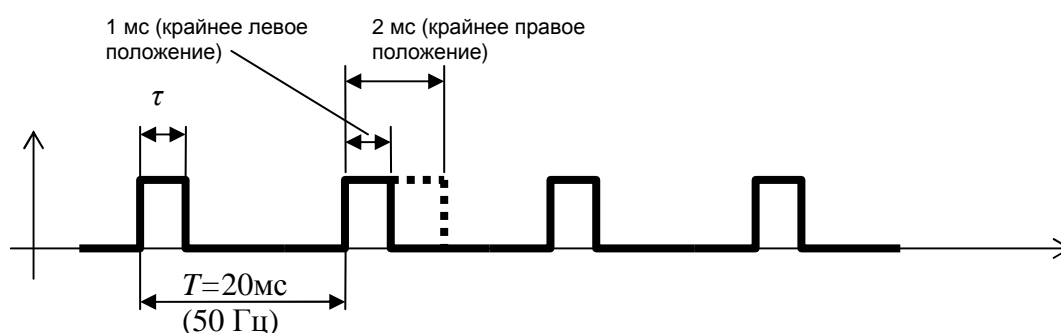 1 мс (крайнее левое
положение)
2 мс (крайнее правое
положение)
τ
T=20мс
(50 Гц)